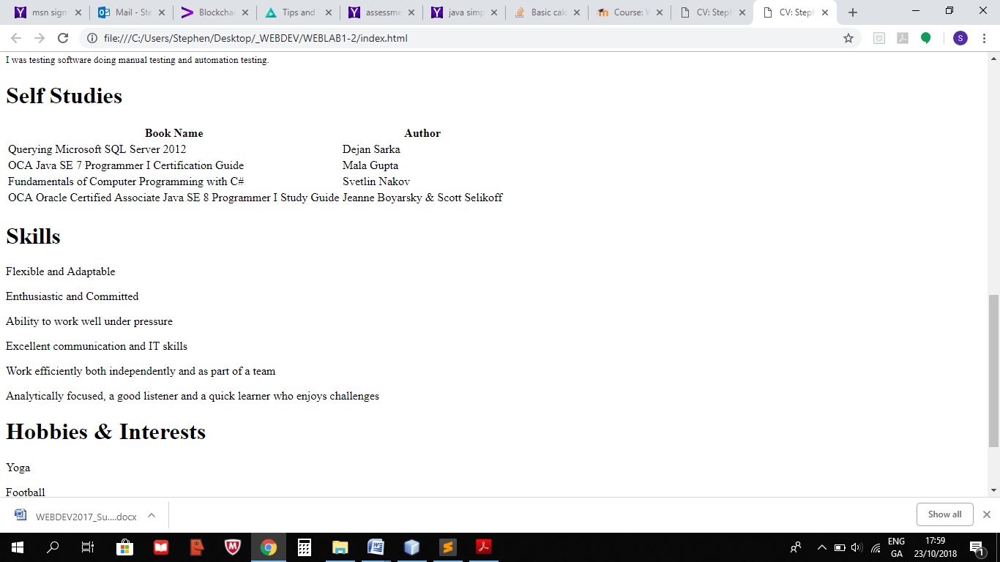 msn sign
Mail - Ste
Blockchai
Tips and
assessme
java simp
Basic calc
Course: W
CV: Steph
CV: Steph
file:///C:/Users/Stephen/Desktop/_WEBDEV/WEBLAB1-2/index.html
S
I was testing software doing manual testing and automation testing.
Self Studies
Book Name Author
Querying Microsoft SQL Server 2012 Dejan Sarka
OCA Java SE 7 Programmer I Certification Guide Mala Gupta
Fundamentals of Computer Programming with C# Svetlin Nakov
OCA Oracle Certified Associate Java SE 8 Programmer I Study Guide Jeanne Boyarsky & Scott Selikoff
Skills
Flexible and Adaptable
Enthusiastic and Committed
Ability to work well under pressure
Excellent communication and IT skills
Work efficiently both independently and as part of a team
Analytically focused, a good listener and a quick learner who enjoys challenges
Hobbies & Interests
Yoga
Football
WEBDEV2017_Su....docx
Show all
ENG 17:59
GA 23/10/2018
1